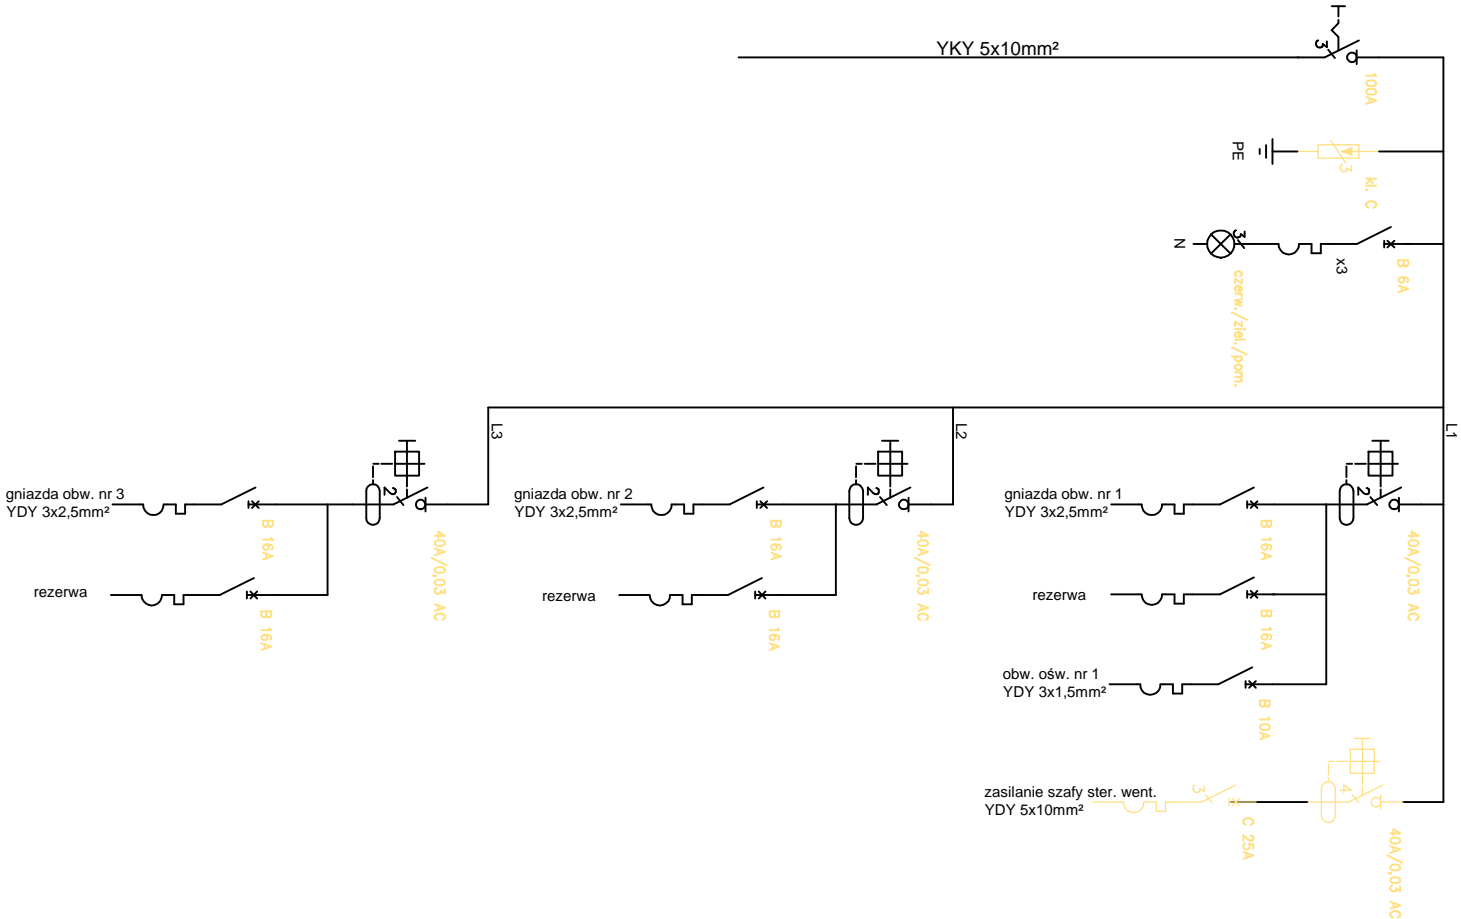 YKY 5x10mm²
3
100A
PE
3
kl. C
N
3
x3
B 6A
czerw./ziel./pom.
L3
L2
L1
gniazda obw. nr 3
YDY 3x2,5mm²
B 16A
2
40A/0,03 AC
rezerwa
B 16A
gniazda obw. nr 2
YDY 3x2,5mm²
B 16A
2
40A/0,03 AC
rezerwa
B 16A
gniazda obw. nr 1
YDY 3x2,5mm²
B 16A
2
40A/0,03 AC
rezerwa
B 16A
obw. ośw. nr 1
YDY 3x1,5mm²
B 10A
zasilanie szafy ster. went.
YDY 5x10mm²
3
C 25A
4
40A/0,03 AC